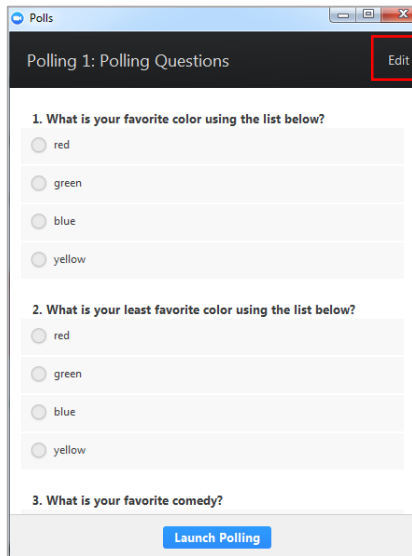 Polls
Polling 1: Polling Questions
Edit
1. What is your favorite color using the list below?
red
green
blue
yellow
2. What is your least favorite color using the list below?
red
green
blue
yellow
3. What is your favorite comedy?
Launch Polling